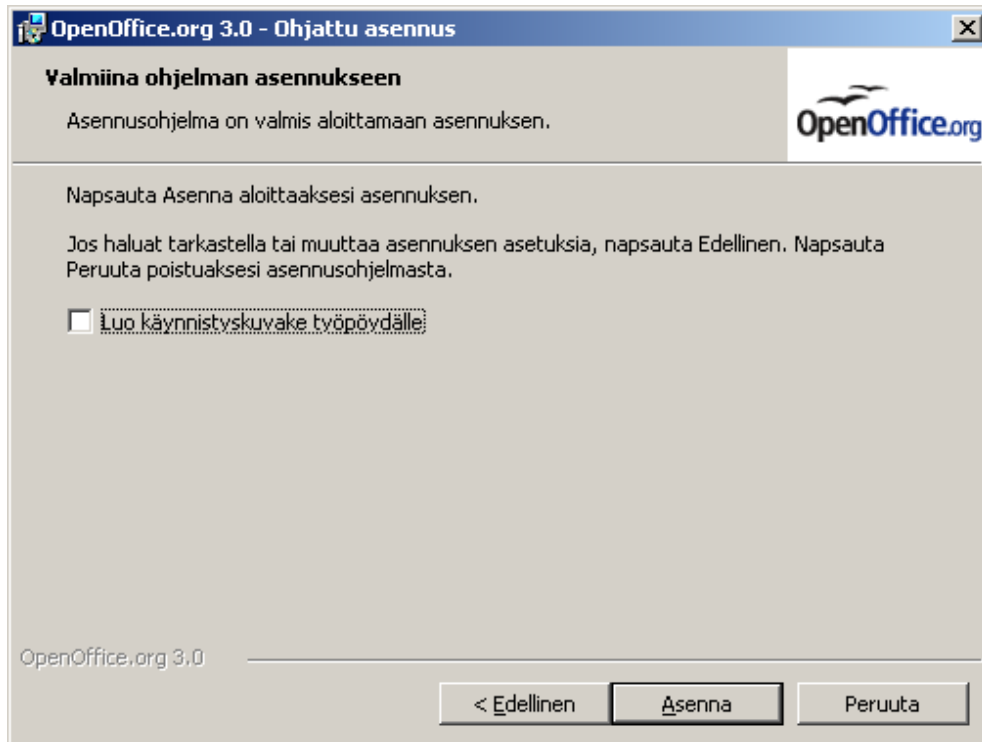 OpenOffice.org 3.0 - Ohjattu asennus
Valmiina ohjelman asennukseen
Asennusohjelma on valmis aloittamaan asennuksen.
OpenOffice.org
Napsauta Asenna aloittaaksesi asennuksen.
Jos haluat tarkastella tai muuttaa asennuksen asetuksia, napsauta Edellinen. Napsauta
Peruuta poistuaksesi asennusohjelmasta.
Luo käynnistyskuvake työpöydälle
OpenOffice.org 3.0
< Edellinen
Asenna
Peruuta